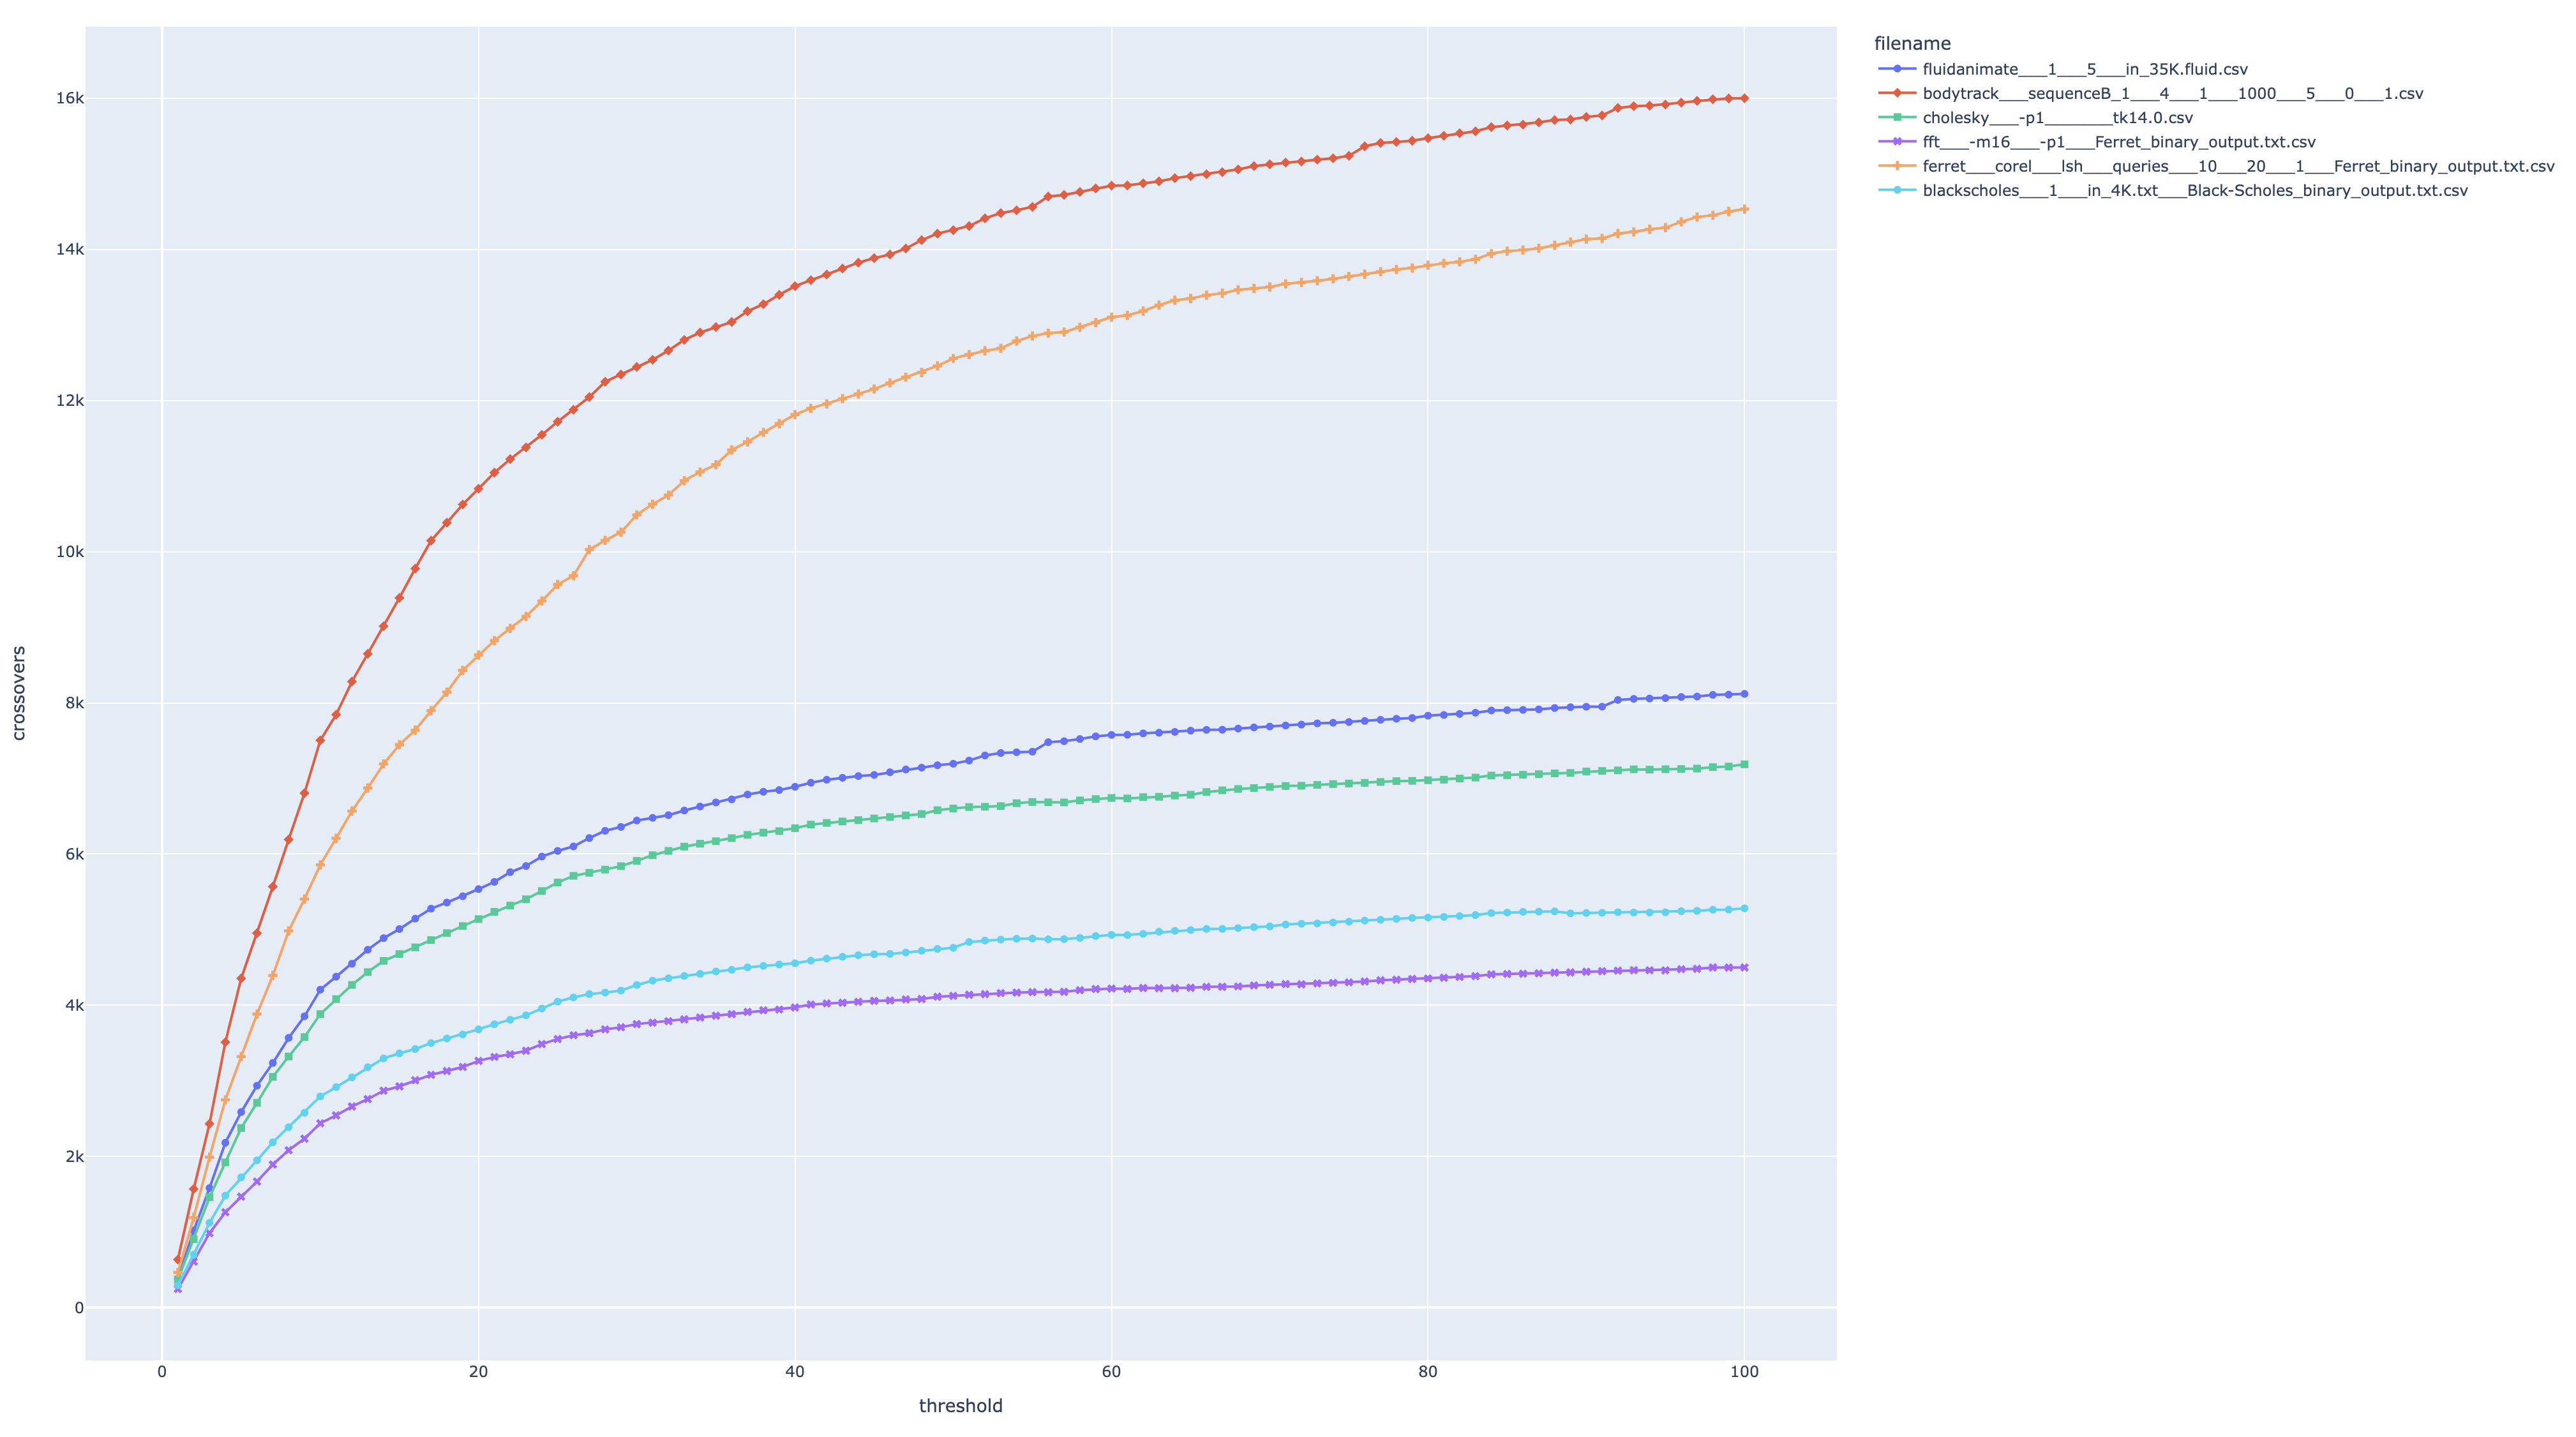 filename
fluidanimate___1___5___in_35K.fluid.csv
bodytrack___sequenceB_1___4___1___1000___5___0___1.csv
cholesky___-p1_______tk14.0.csv
fft___-m16___-p1___Ferret_binary_output.txt.csv
ferret___corel___lsh___queries___10___20___1___Ferret_binary_output.txt.csv
blackscholes___1___in_4K.txt___Black-Scholes_binary_output.txt.csv
16k
14k
12k
10k
8k
6k
4k
2k
0
crossovers
0 20 40 60 80 100
threshold